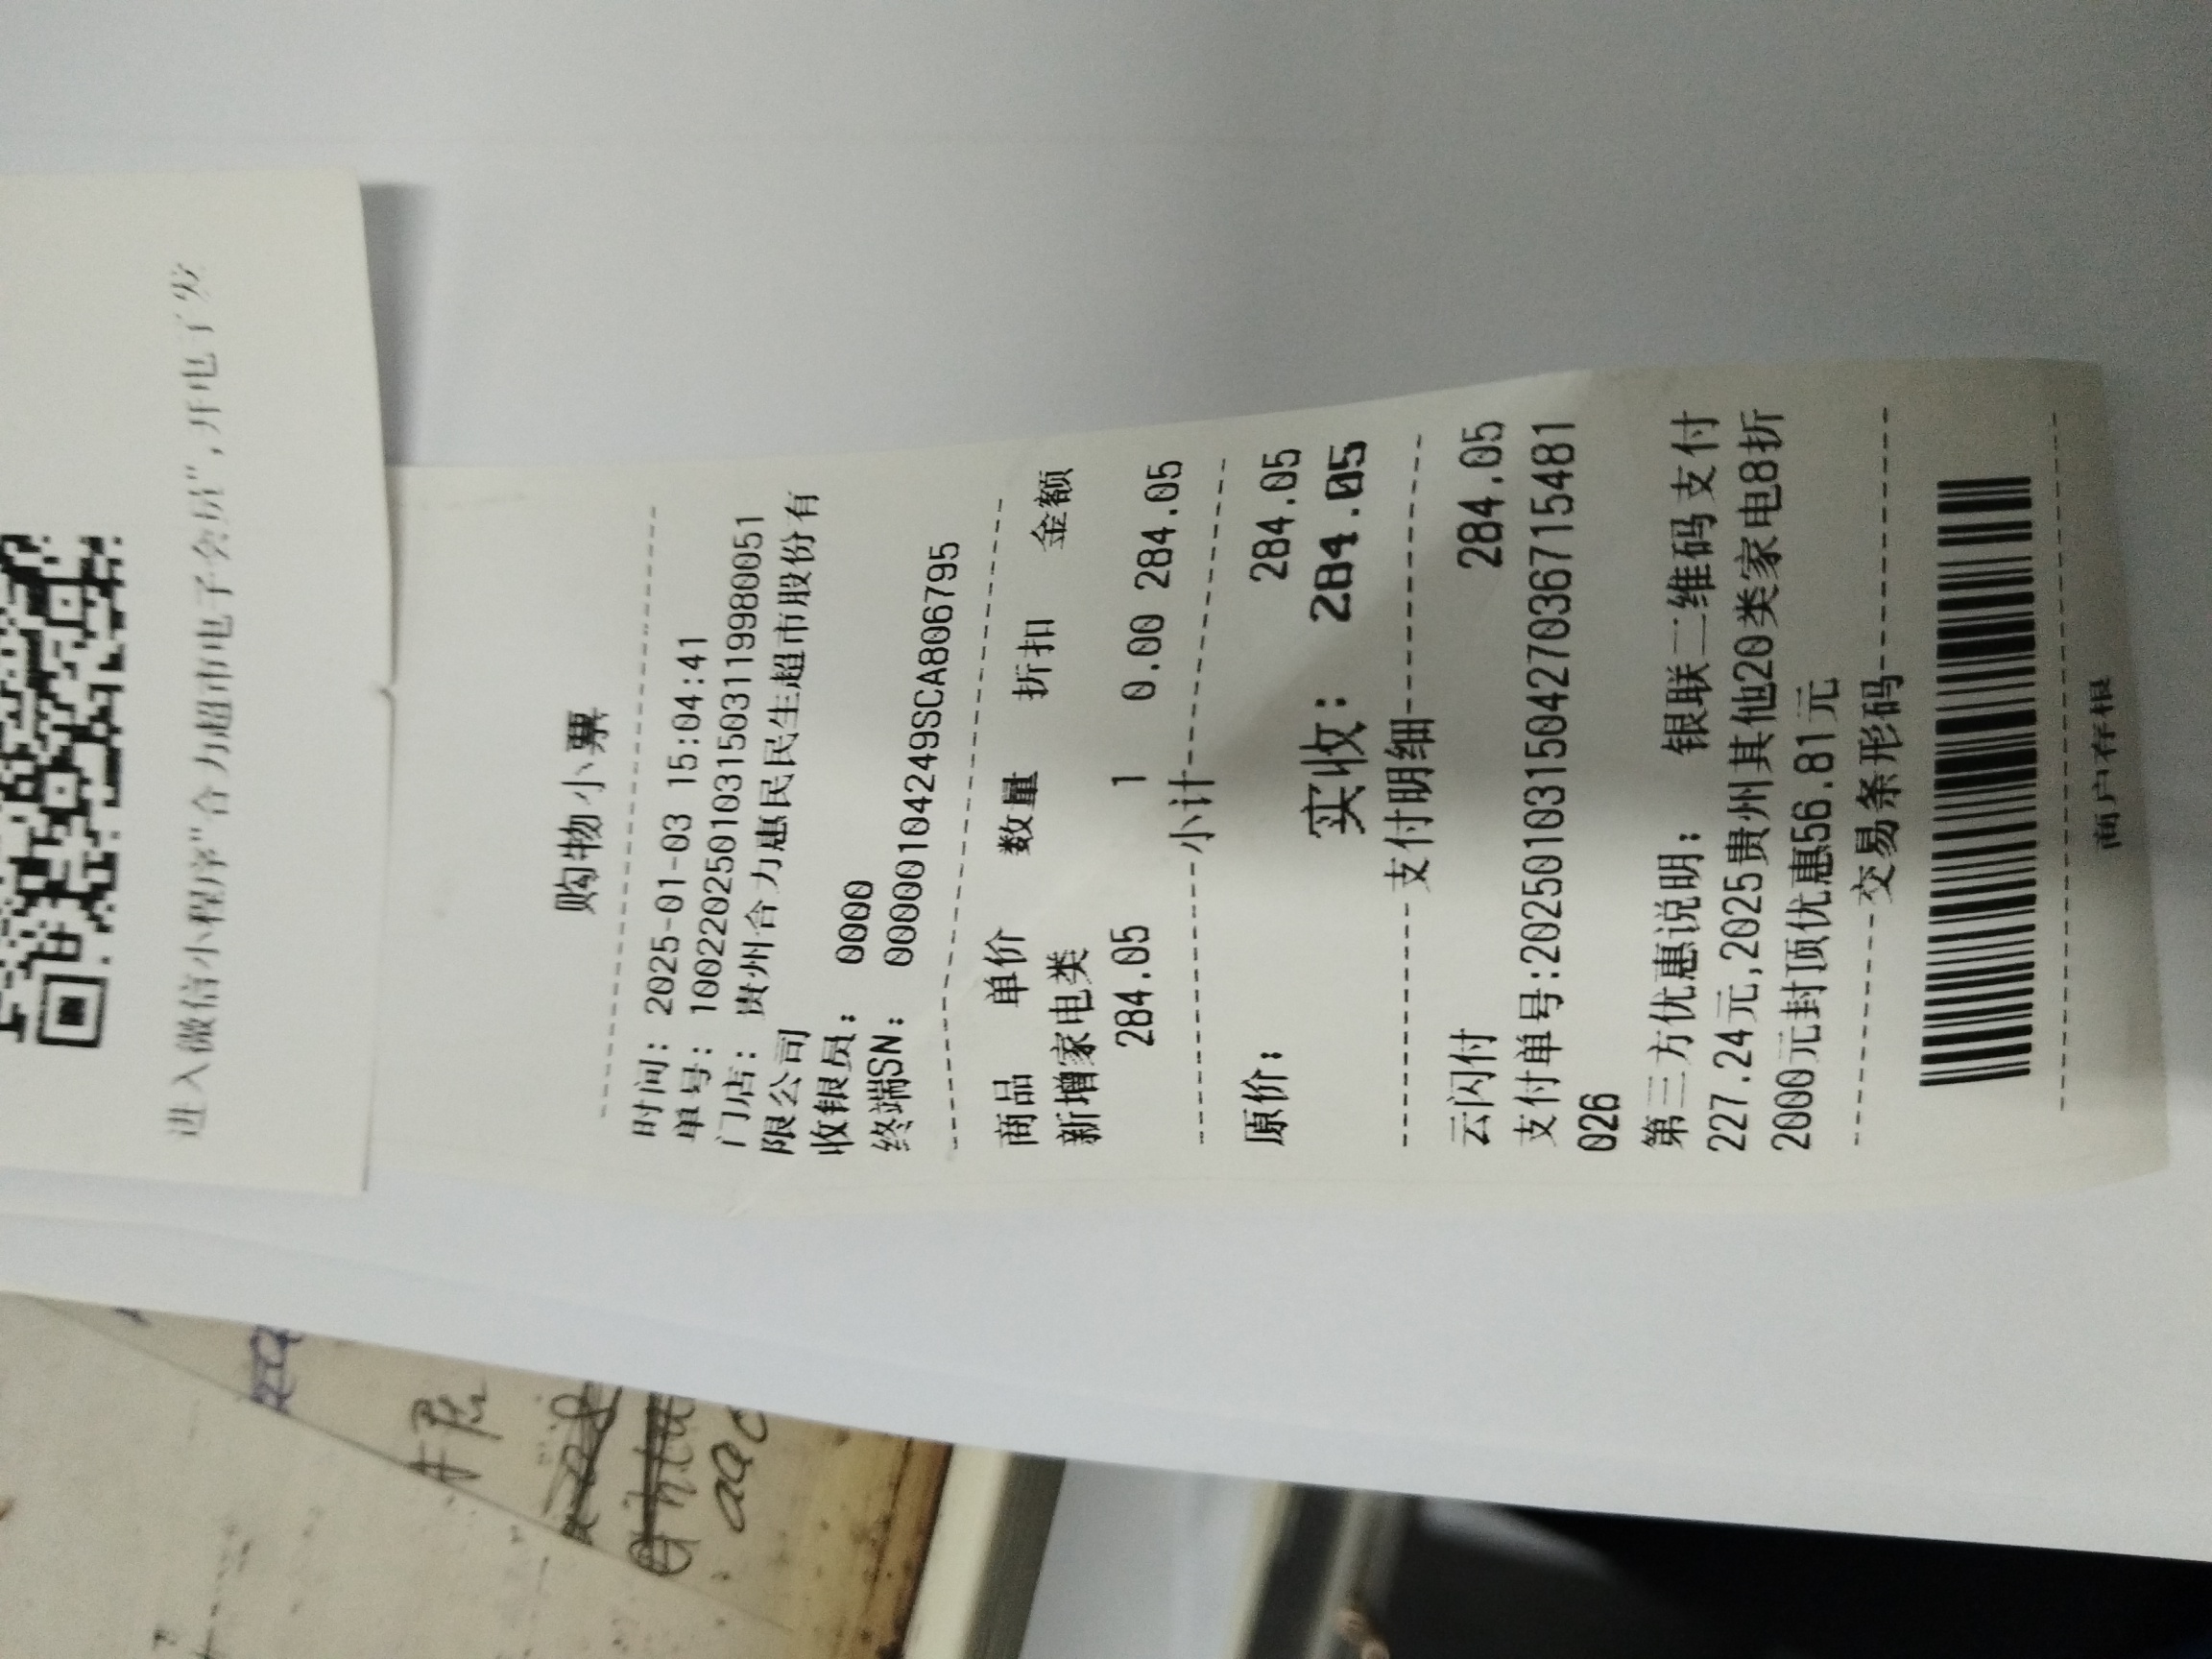 进入微信小程序"合力超市电子会员",开电子发
购物小票
时间: 2025-01-03 15:04:41
单号: 10022020250103150311998​0051
门店: 贵州合力惠民民生超市股份有
限公司
收银员: 0000
终端SN: 00000104249SCA806795
商品 单价 数量 折扣 金额
新增家电类
284.05 1 0.00 284.05
小计
原价: 284.05
实收: 284.05
支付明细
云闪付 284.05
支付单号:20250103150427036715481
026
第三方优惠说明: 银联二维码支付
227.24元,2025贵州其他20类家电8折
2000元封顶优惠56.81元
交易条形码
商户存根